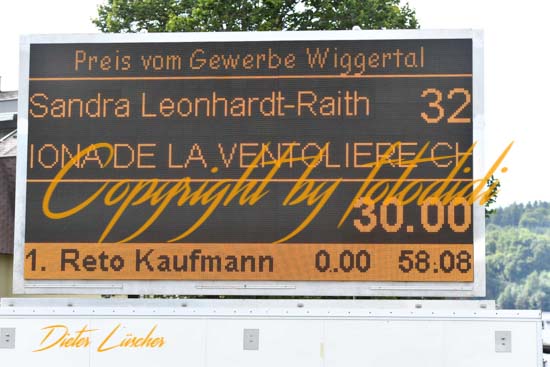 Preis vom Gewerbe Wiggertal
Sandra Leonhardt-Raith 32
IONA DE LA VENTOLIERE CH
Copyright by fotodidi
30.00
1. Reto Kaufmann 0.00 58:08
Dieter Lüscher